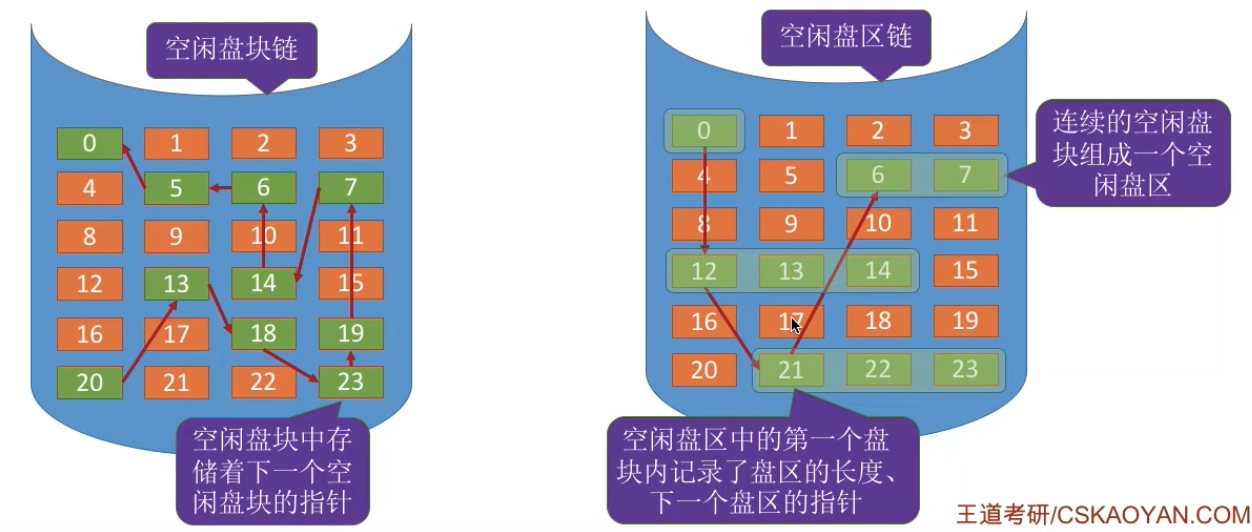 空闲盘块链
0 1 2 3
4 5 6 7
8 9 10 11
12 13 14 15
16 17 18 19
20 21 22 23
空闲盘块中存
储着下一个空
闲盘块的指针
空闲盘区链
0 1 2 3
4 5 6 7
8 9 10 11
12 13 14 15
16 17 18 19
20 21 22 23
连续的空闲盘
块组成一个空
闲盘区
空闲盘区中的第一个盘
块内记录了盘区的长度、
下一个盘区的指针
王道考研/CSKAOYAN.COM